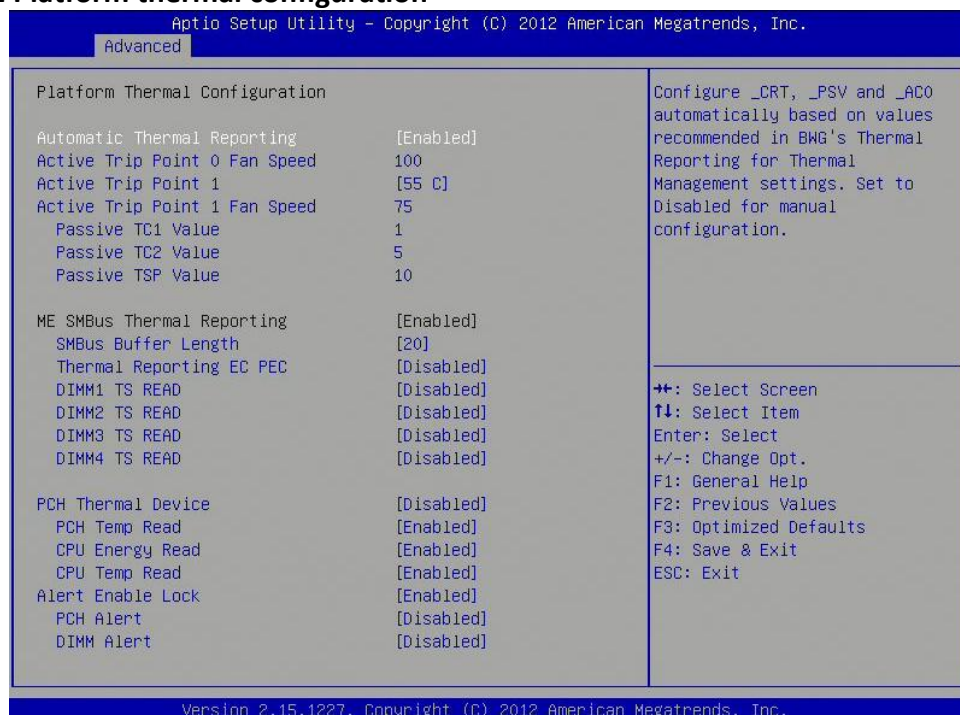 Platform thermal configuration
Aptio Setup Utility – Copyright (C) 2012 American Megatrends, Inc.
Advanced
Platform Thermal Configuration
Automatic Thermal Reporting [Enabled]
Active Trip Point 0 Fan Speed 100
Active Trip Point 1 [55 C]
Active Trip Point 1 Fan Speed 75
Passive TC1 Value 1
Passive TC2 Value 5
Passive TSP Value 10
ME SMBus Thermal Reporting [Enabled]
SMBus Buffer Length [20]
Thermal Reporting EC PEC [Disabled]
DIMM1 TS READ [Disabled]
DIMM2 TS READ [Disabled]
DIMM3 TS READ [Disabled]
DIMM4 TS READ [Disabled]
PCH Thermal Device [Disabled]
PCH Temp Read [Enabled]
CPU Energy Read [Enabled]
CPU Temp Read [Enabled]
Alert Enable Lock [Enabled]
PCH Alert [Disabled]
DIMM Alert [Disabled]
Configure _CRT, _PSV and _AC0
automatically based on values
recommended in BWG's Thermal
Reporting for Thermal
Management settings. Set to
Disabled for manual
configuration.
→←: Select Screen
↑↓: Select Item
Enter: Select
+/-: Change Opt.
F1: General Help
F2: Previous Values
F3: Optimized Defaults
F4: Save & Exit
ESC: Exit
Version 2.15.1227. Copyright (C) 2012 American Megatrends, Inc.